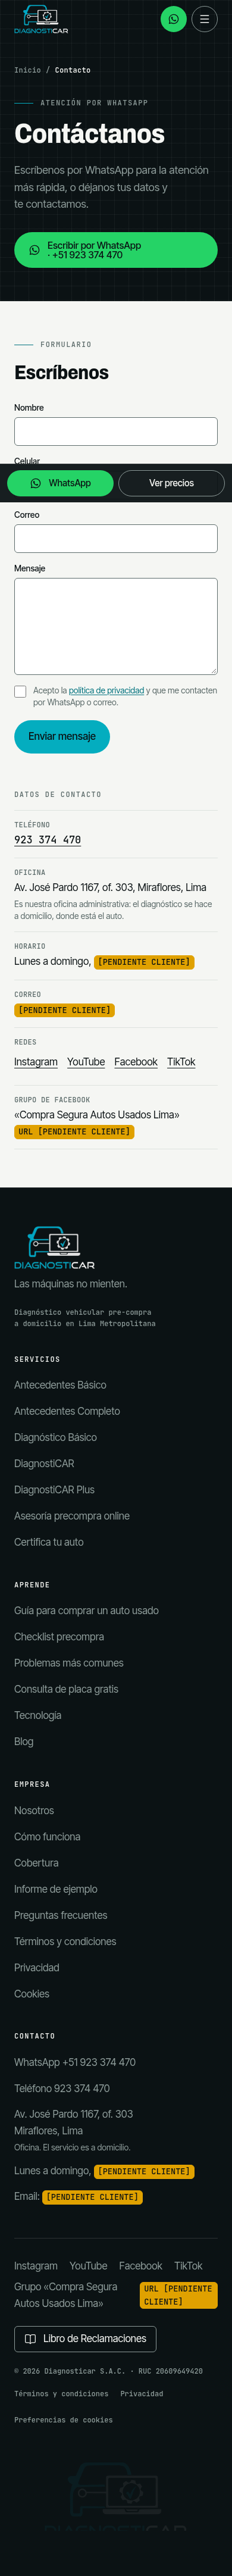 DIAGNOSTICAR
Inicio / Contacto
ATENCIÓN POR WHATSAPP
Contáctanos
Escríbenos por WhatsApp para la atención
más rápida, o déjanos tus datos y
te contactamos.
Escribir por WhatsApp
· +51 923 374 470
FORMULARIO
Escríbenos
Nombre
Celular
WhatsApp
Ver precios
Correo
Mensaje
Acepto la política de privacidad y que me contacten
por WhatsApp o correo.
Enviar mensaje
DATOS DE CONTACTO
TELÉFONO
923 374 470
OFICINA
Av. José Pardo 1167, of. 303, Miraflores, Lima
Es nuestra oficina administrativa: el diagnóstico se hace
a domicilio, donde está el auto.
HORARIO
Lunes a domingo, [PENDIENTE CLIENTE]
CORREO
[PENDIENTE CLIENTE]
REDES
Instagram YouTube Facebook TikTok
GRUPO DE FACEBOOK
«Compra Segura Autos Usados Lima»
URL [PENDIENTE CLIENTE]
DIAGNOSTICAR
Las máquinas no mienten.
Diagnóstico vehicular pre-compra
a domicilio en Lima Metropolitana
SERVICIOS
Antecedentes Básico
Antecedentes Completo
Diagnóstico Básico
DiagnostiCAR
DiagnostiCAR Plus
Asesoría precompra online
Certifica tu auto
APRENDE
Guía para comprar un auto usado
Checklist precompra
Problemas más comunes
Consulta de placa gratis
Tecnología
Blog
EMPRESA
Nosotros
Cómo funciona
Cobertura
Informe de ejemplo
Preguntas frecuentes
Términos y condiciones
Privacidad
Cookies
CONTACTO
WhatsApp +51 923 374 470
Teléfono 923 374 470
Av. José Pardo 1167, of. 303
Miraflores, Lima
Oficina. El servicio es a domicilio.
Lunes a domingo, [PENDIENTE CLIENTE]
Email: [PENDIENTE CLIENTE]
Instagram YouTube Facebook TikTok
Grupo «Compra Segura
Autos Usados Lima»
URL [PENDIENTE
CLIENTE]
Libro de Reclamaciones
© 2026 Diagnosticar S.A.C. · RUC 20609649420
Términos y condiciones Privacidad
Preferencias de cookies
DIAGNOSTICAR